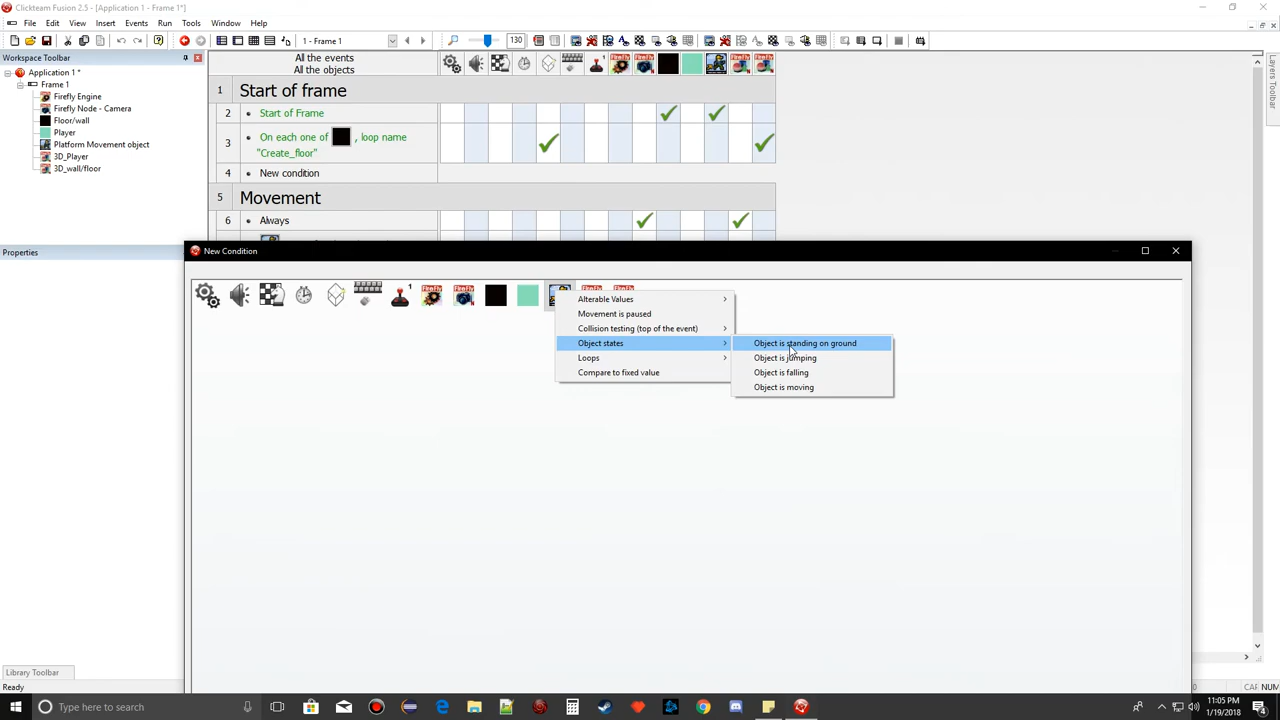 Clickteam Fusion 2.5 - [Application 1 - Frame 1*]
File Edit View Insert Events Run Tools Window Help
130 1 - Frame 1
Workspace Toolbar
Application 1 *
Frame 1
Firefly Engine
Firefly Node - Camera
Floor/wall
Player
Platform Movement object
3D_Player
3D_wall/floor
Properties
Library Toolbar
Ready
All the events
All the objects
1 Start of frame
2 • Start of Frame
3 • On each one of , loop name
"Create_floor"
4 • New condition
5 Movement
6 • Always
Layers Toolbar
New Condition
1
Alterable Values
Movement is paused
Collision testing (top of the event)
Object states
Loops
Compare to fixed value
Object is standing on ground
Object is jumping
Object is falling
Object is moving
NUM
Type here to search
11:05 PM
1/19/2018